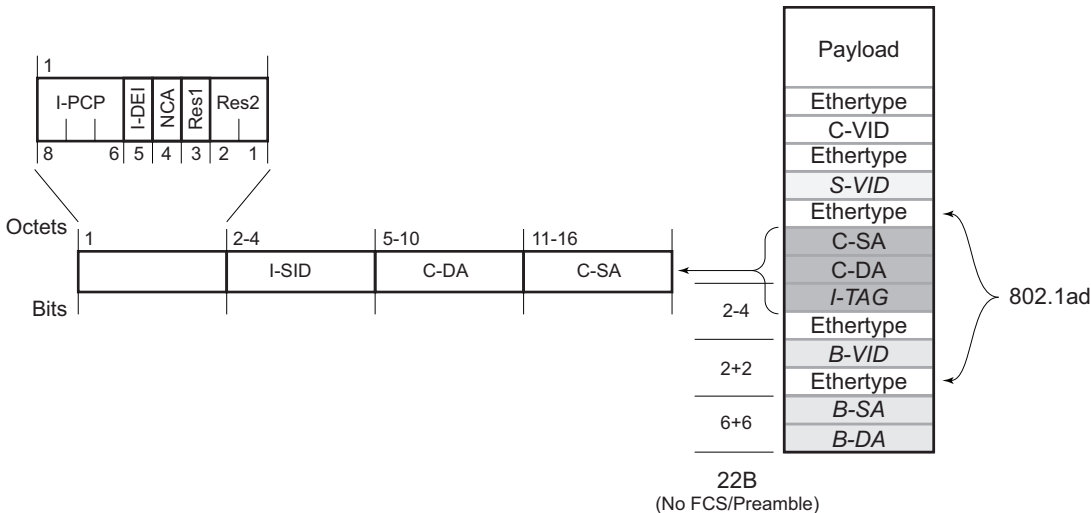 1
I-PCP
I-DEI
NCA
Res1
Res2
8
6
5
4
3
2
1
Octets
1
2-4
5-10
11-16
I-SID
C-DA
C-SA
Bits
Payload
Ethertype
C-VID
Ethertype
S-VID
Ethertype
C-SA
C-DA
I-TAG
Ethertype
B-VID
Ethertype
B-SA
B-DA
2-4
2+2
6+6
22B
(No FCS/Preamble)
802.1ad